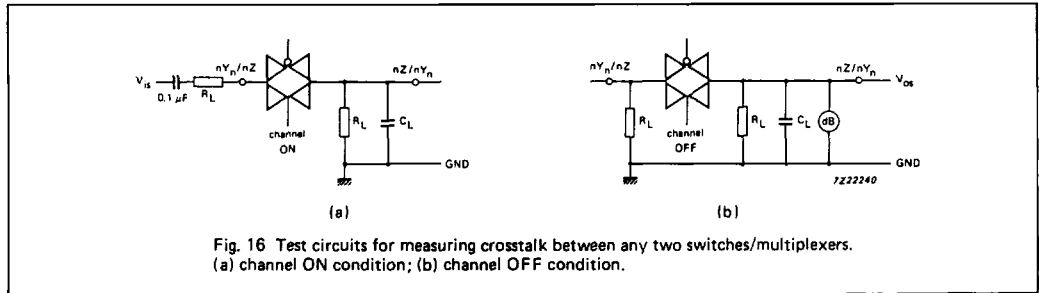 V_is
0.1 µF
R_L
nY_n/nZ
channel
ON
nZ/nY_n
R_L
C_L
GND
(a)
nY_n/nZ
R_L
channel
OFF
nZ/nY_n
V_os
R_L
C_L
dB
GND
7Z22240
(b)
Fig. 16 Test circuits for measuring crosstalk between any two switches/multiplexers.
(a) channel ON condition; (b) channel OFF condition.